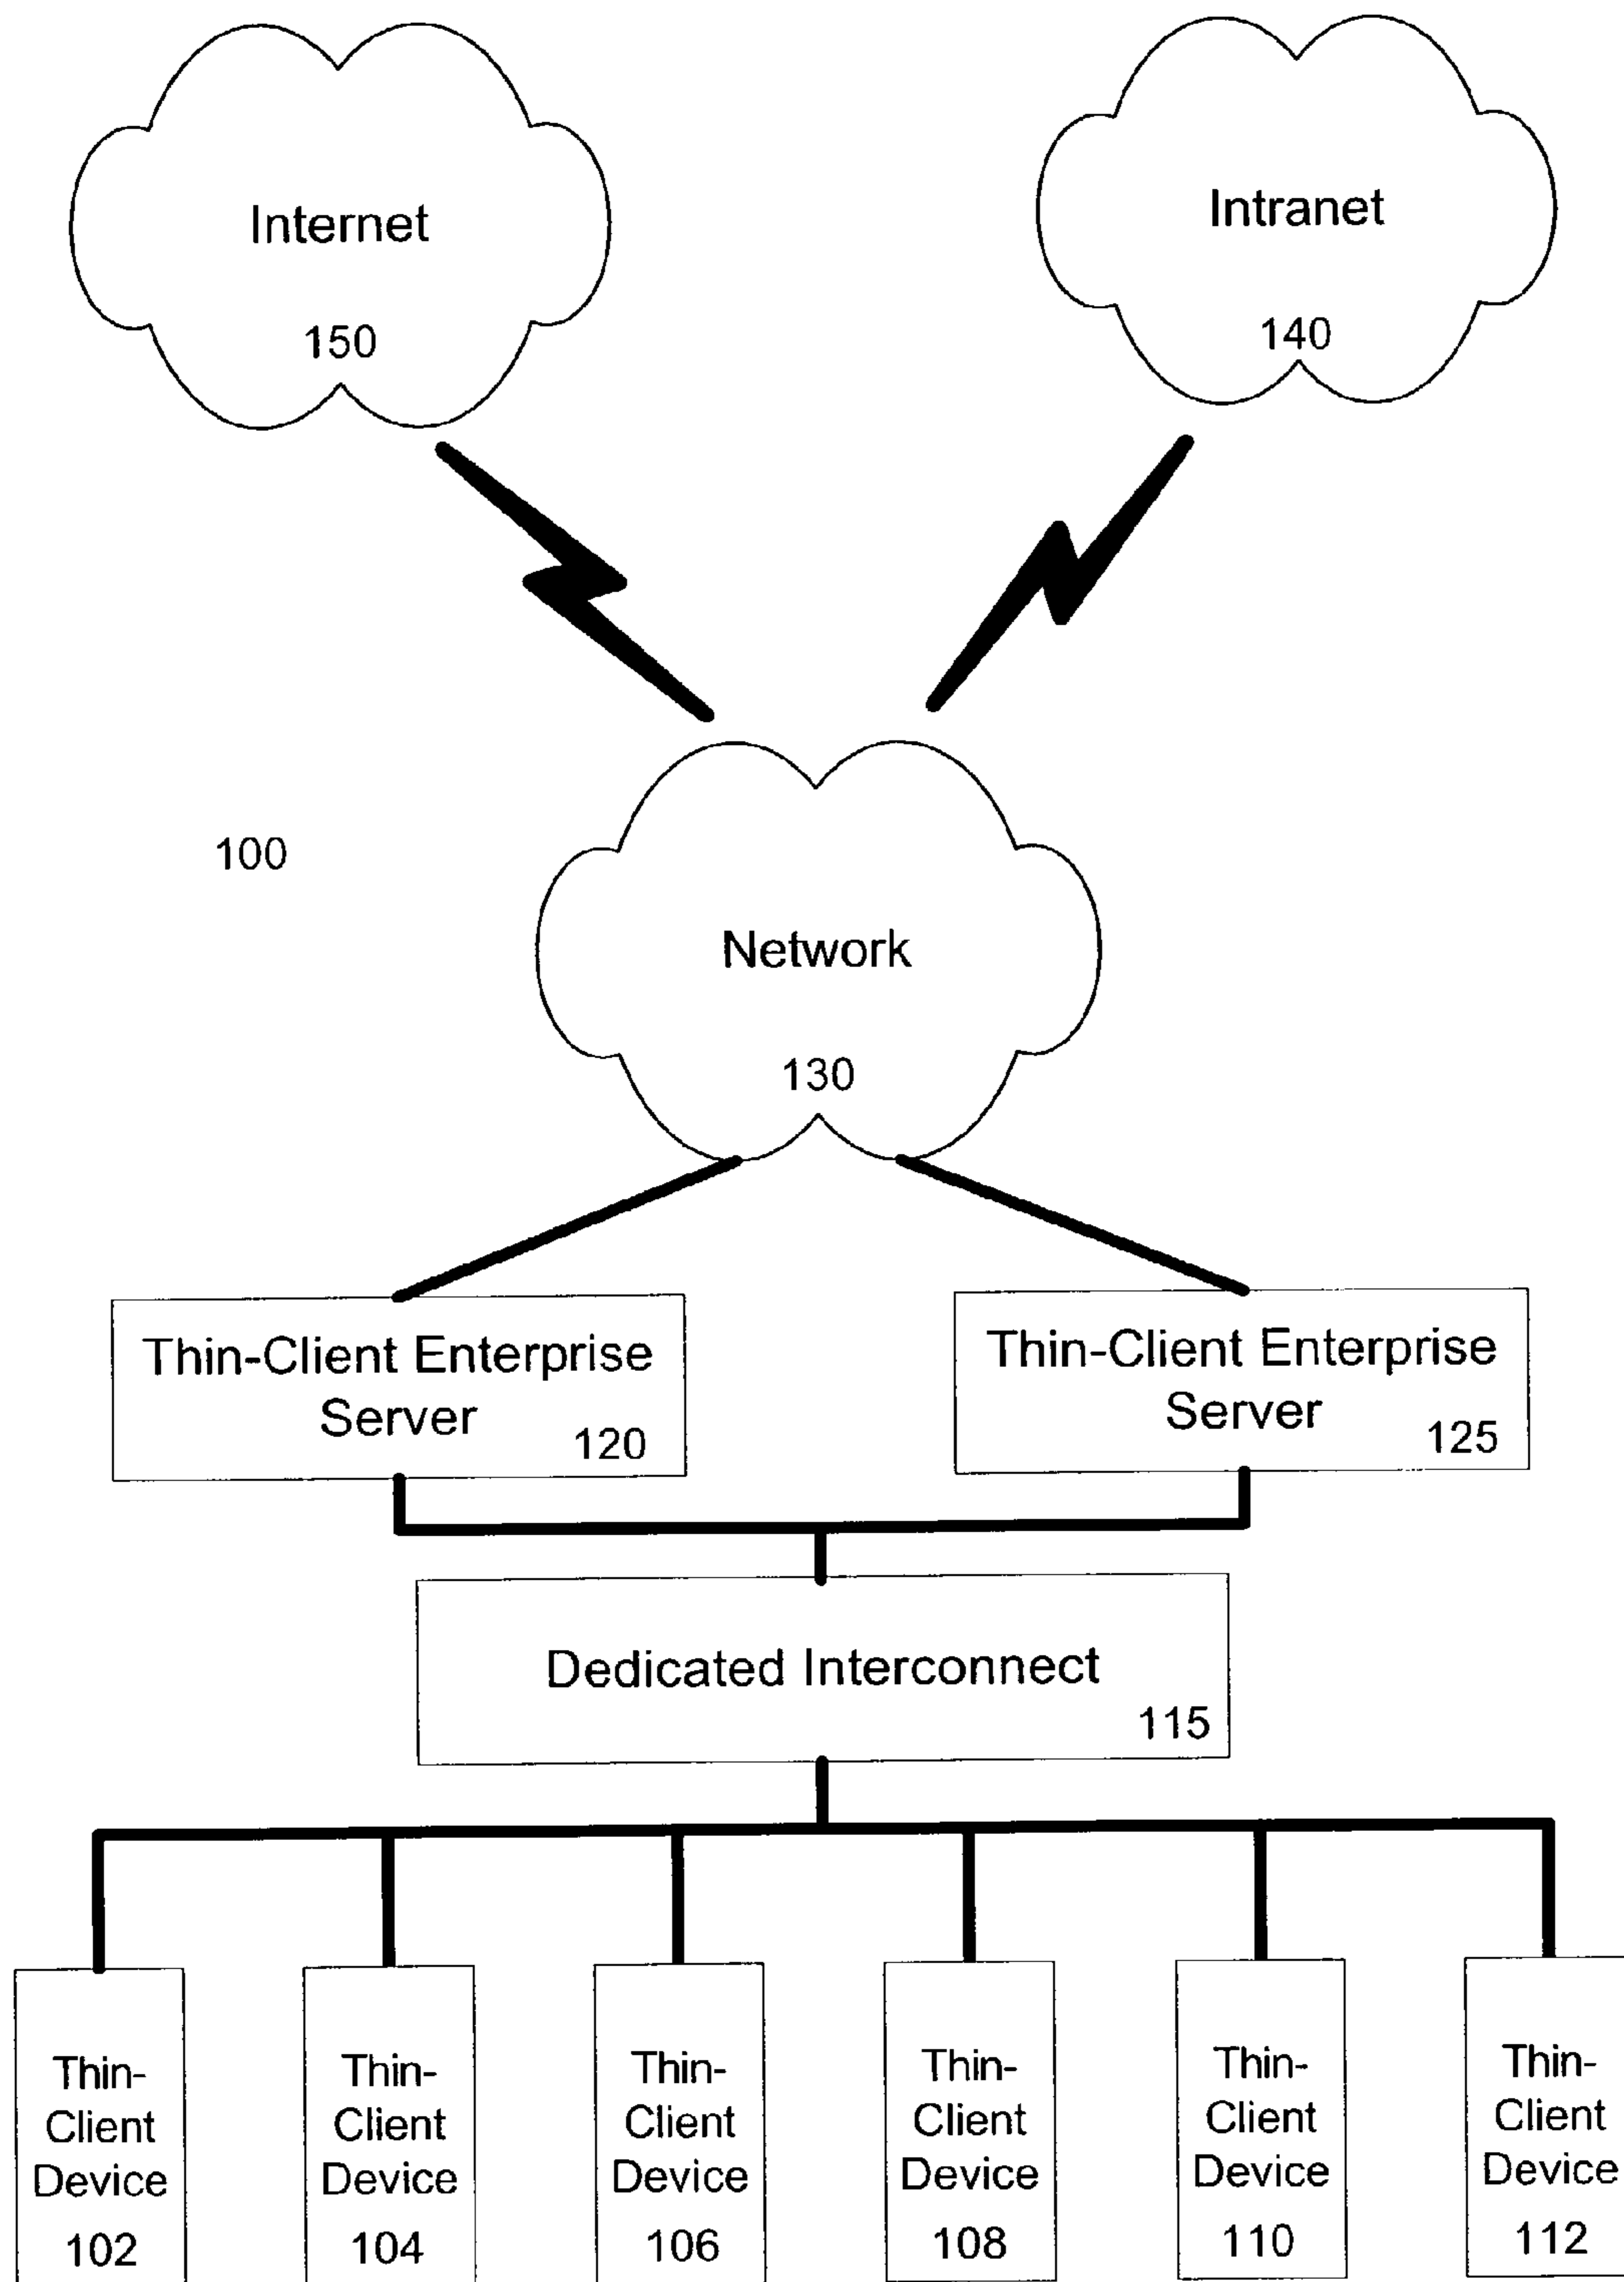 Internet
150
Intranet
140
100
Network
130
Thin-Client Enterprise
Server
120
Thin-Client Enterprise
Server
125
Dedicated Interconnect
115
Thin-
Client
Device
102
Thin-
Client
Device
104
Thin-
Client
Device
106
Thin-
Client
Device
108
Thin-
Client
Device
110
Thin-
Client
Device
112